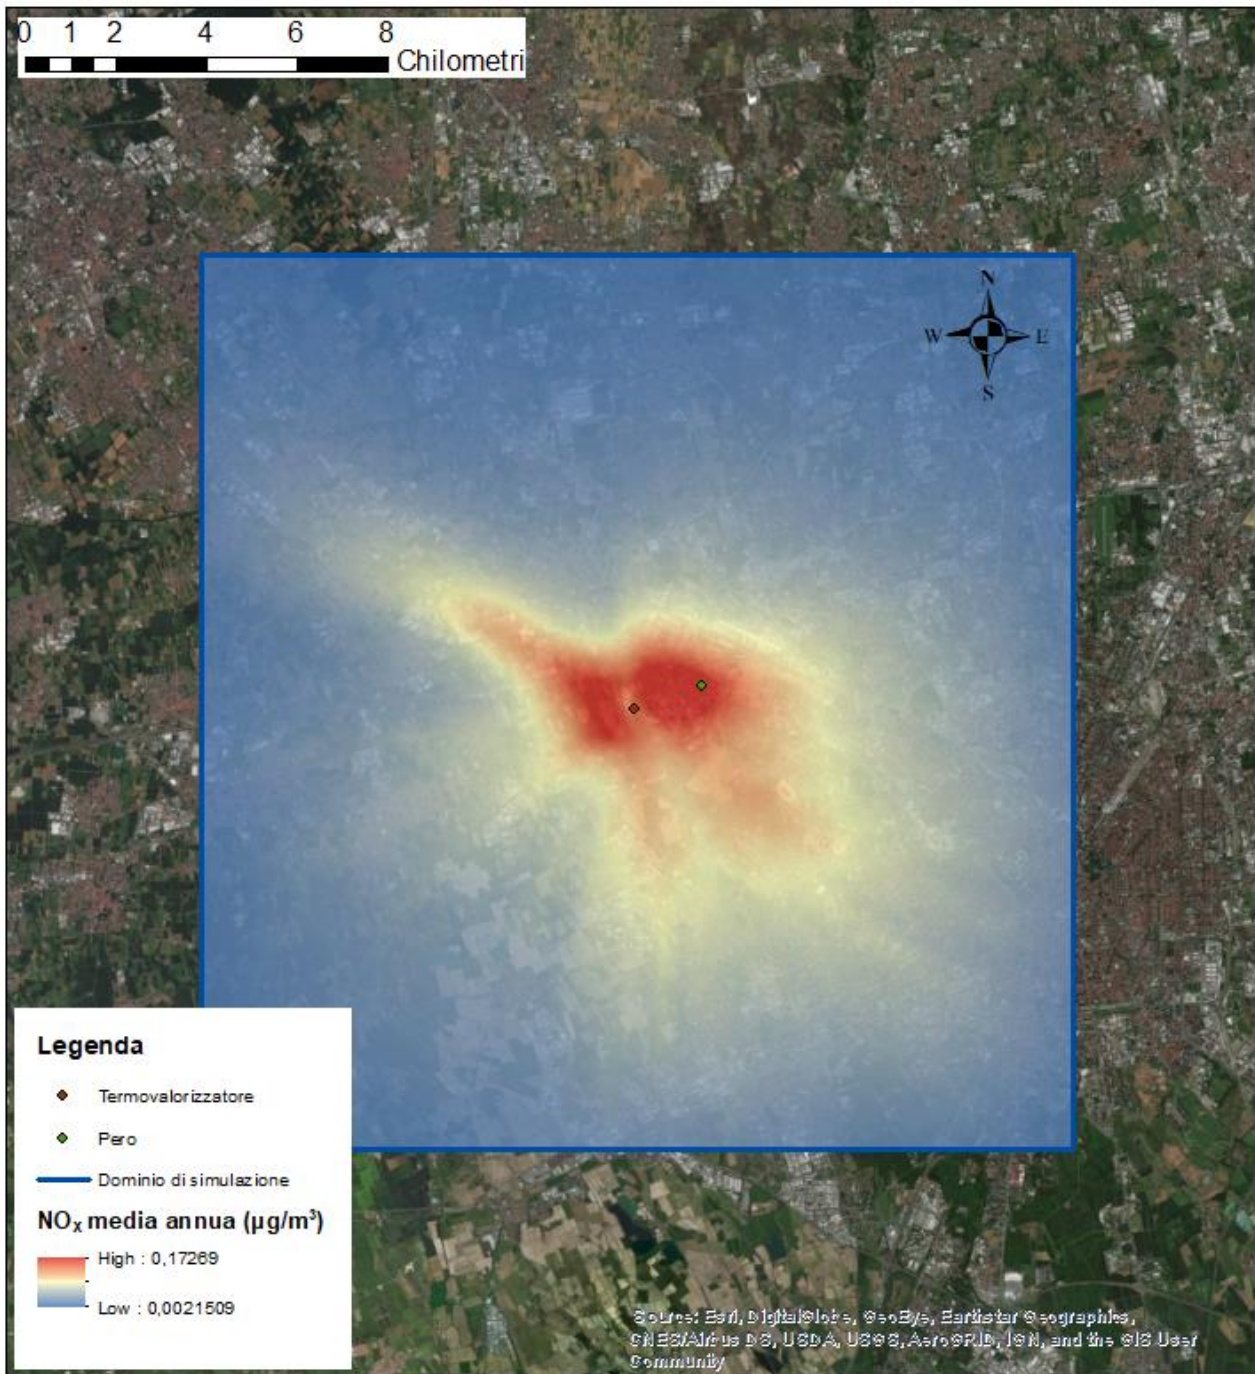 0 1 2 4 6 8
Chilometri
N
W E
S
Legenda
Termovalorizzatore
Pero
Dominio di simulazione
NOₓ media annua (µg/m³)
High : 0,17269
Low : 0,0021509
Source: Esri, DigitalGlobe, GeoEye, Earthstar Geographics,
CNES/Airbus DS, USDA, USGS, AeroGRID, IGN, and the GIS User
Community